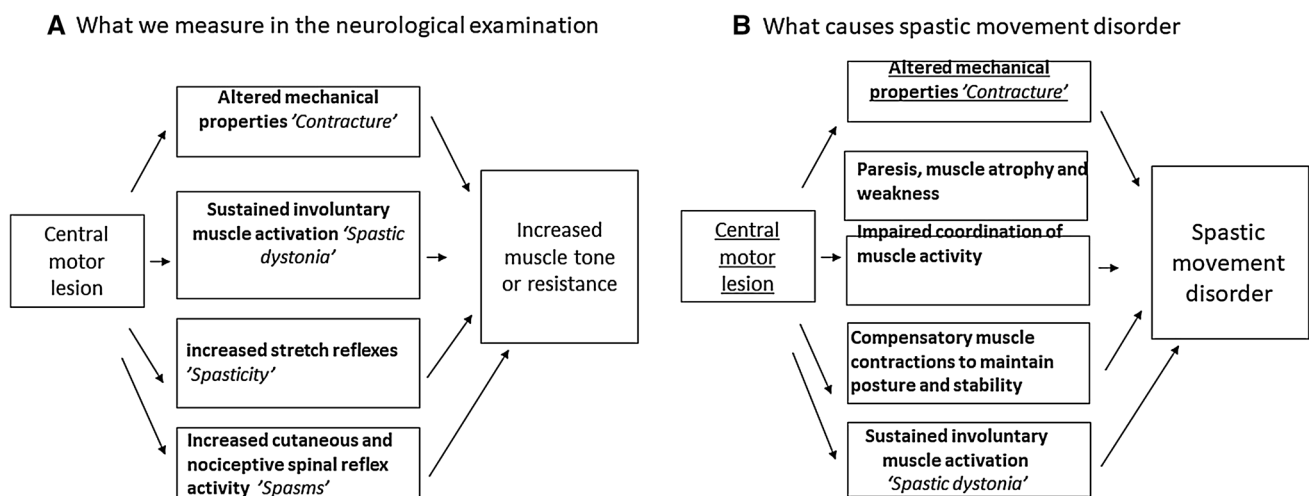 A What we measure in the neurological examination
Altered mechanical
properties ’Contracture’
Sustained involuntary
muscle activation ‘Spastic
dystonia’
Central
motor
lesion
increased stretch reflexes
’Spasticity’
Increased cutaneous and
nociceptive spinal reflex
activity ’Spasms’
Increased
muscle tone
or resistance
B What causes spastic movement disorder
Altered mechanical
properties ’Contracture’
Paresis, muscle atrophy and
weakness
Central
motor
lesion
Impaired coordination of
muscle activity
Compensatory muscle
contractions to maintain
posture and stability
Sustained involuntary
muscle activation
‘Spastic dystonia’
Spastic
movement
disorder